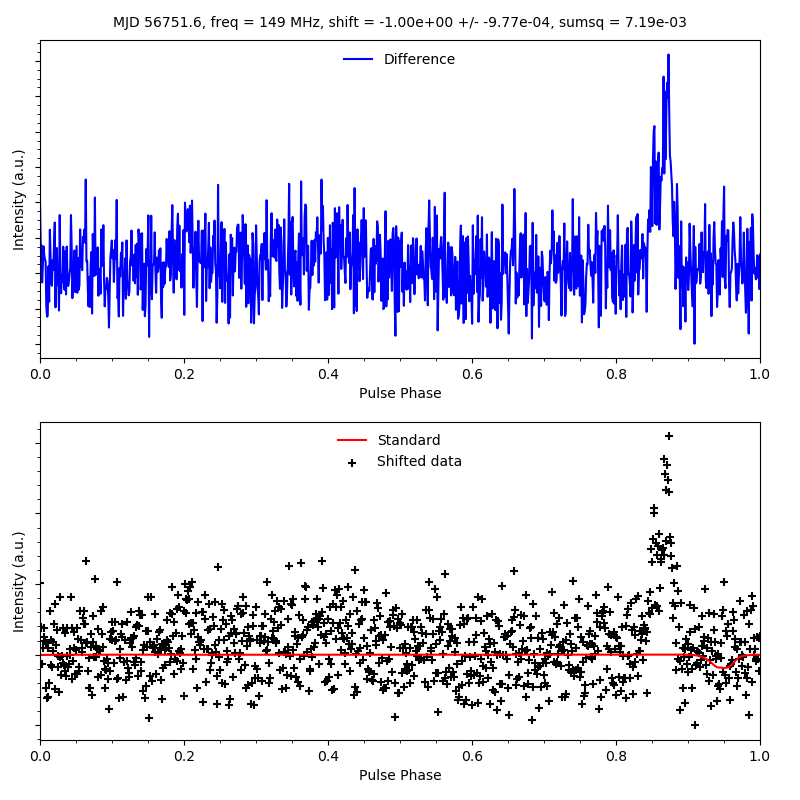 MJD 56751.6, freq = 149 MHz, shift = -1.00e+00 +/- -9.77e-04, sumsq = 7.19e-03
Difference
Intensity (a.u.)
0.0 0.2 0.4 0.6 0.8 1.0
Pulse Phase
Standard
Shifted data
Intensity (a.u.)
0.0 0.2 0.4 0.6 0.8 1.0
Pulse Phase